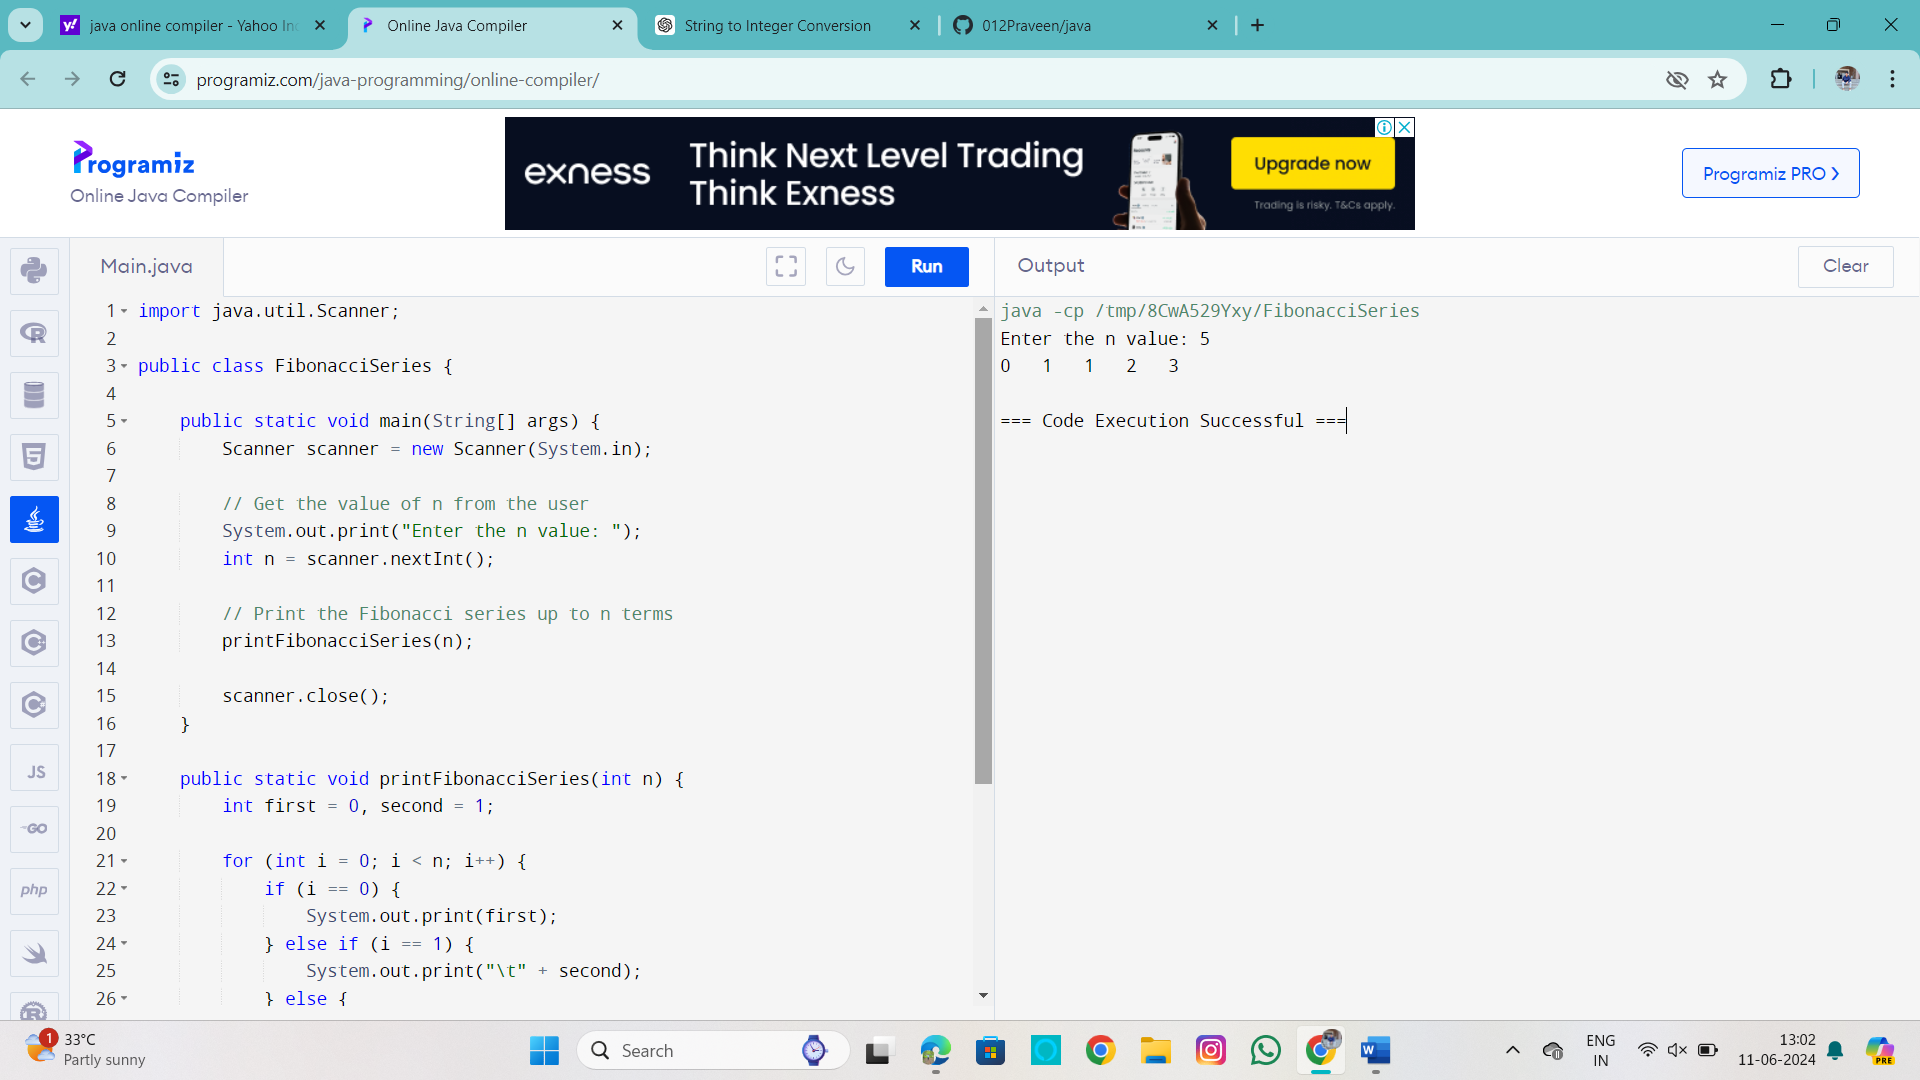 java online compiler - Yahoo In
Online Java Compiler
String to Integer Conversion
012Praveen/java
programiz.com/java-programming/online-compiler/
Programiz
Online Java Compiler
exness
Think Next Level Trading
Think Exness
Upgrade now
Trading is risky. T&Cs apply.
Programiz PRO
Main.java
Run
Output
Clear
1 import java.util.Scanner;
2
3 public class FibonacciSeries {
4
5 public static void main(String[] args) {
6 Scanner scanner = new Scanner(System.in);
7
8 // Get the value of n from the user
9 System.out.print("Enter the n value: ");
10 int n = scanner.nextInt();
11
12 // Print the Fibonacci series up to n terms
13 printFibonacciSeries(n);
14
15 scanner.close();
16 }
17
18 public static void printFibonacciSeries(int n) {
19 int first = 0, second = 1;
20
21 for (int i = 0; i < n; i++) {
22 if (i == 0) {
23 System.out.print(first);
24 } else if (i == 1) {
25 System.out.print("\t" + second);
26 } else {
java -cp /tmp/8CwA529Yxy/FibonacciSeries
Enter the n value: 5
0 1 1 2 3
=== Code Execution Successful ===
JS
GO
php
1
33°C
Partly sunny
Search
ENG
IN
13:02
11-06-2024
PRE